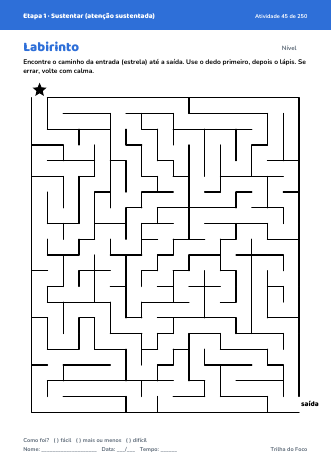 Etapa 1 · Sustentar (atenção sustentada)
Atividade 45 de 250
Labirinto
Nível
Encontre o caminho da entrada (estrela) até a saída. Use o dedo primeiro, depois o lápis. Se
errar, volte com calma.
saída
Como foi? ( ) fácil ( ) mais ou menos ( ) difícil
Nome: ____________________ Data: ___/___ Tempo: ______
Trilha do Foco